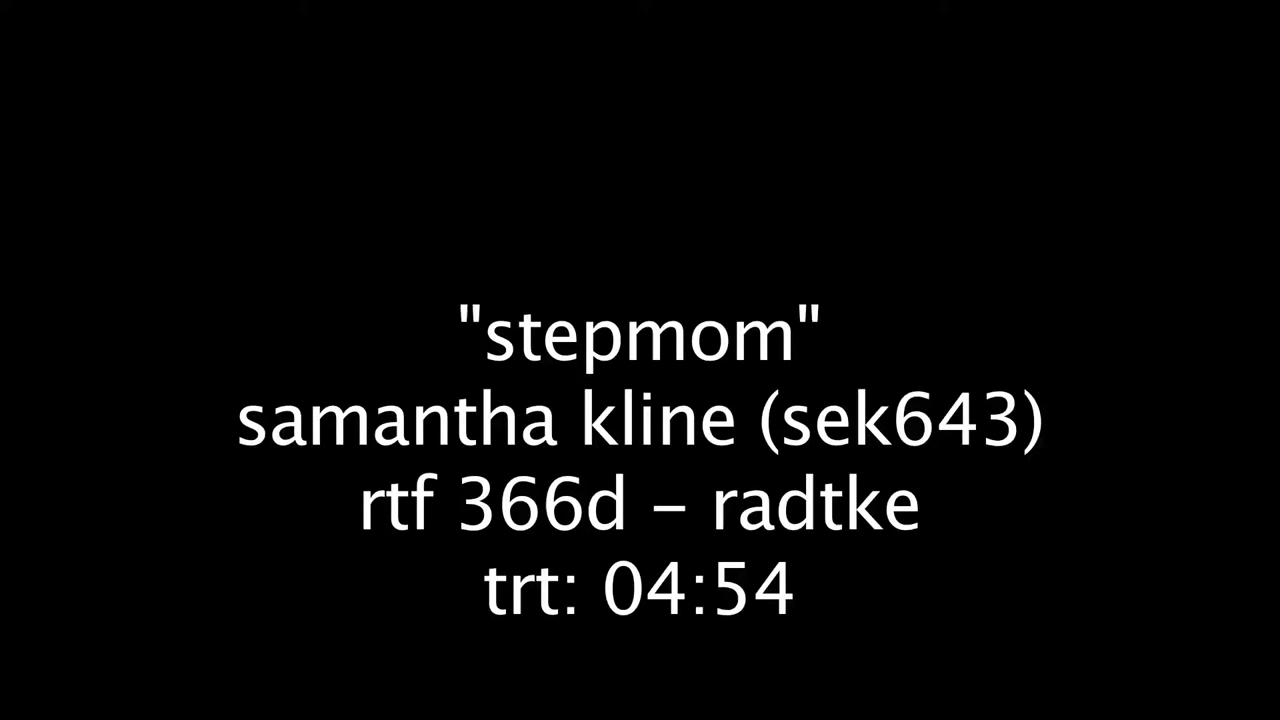 "stepmom"
samantha kline (sek643)
rtf 366d - radtke
trt: 04:54